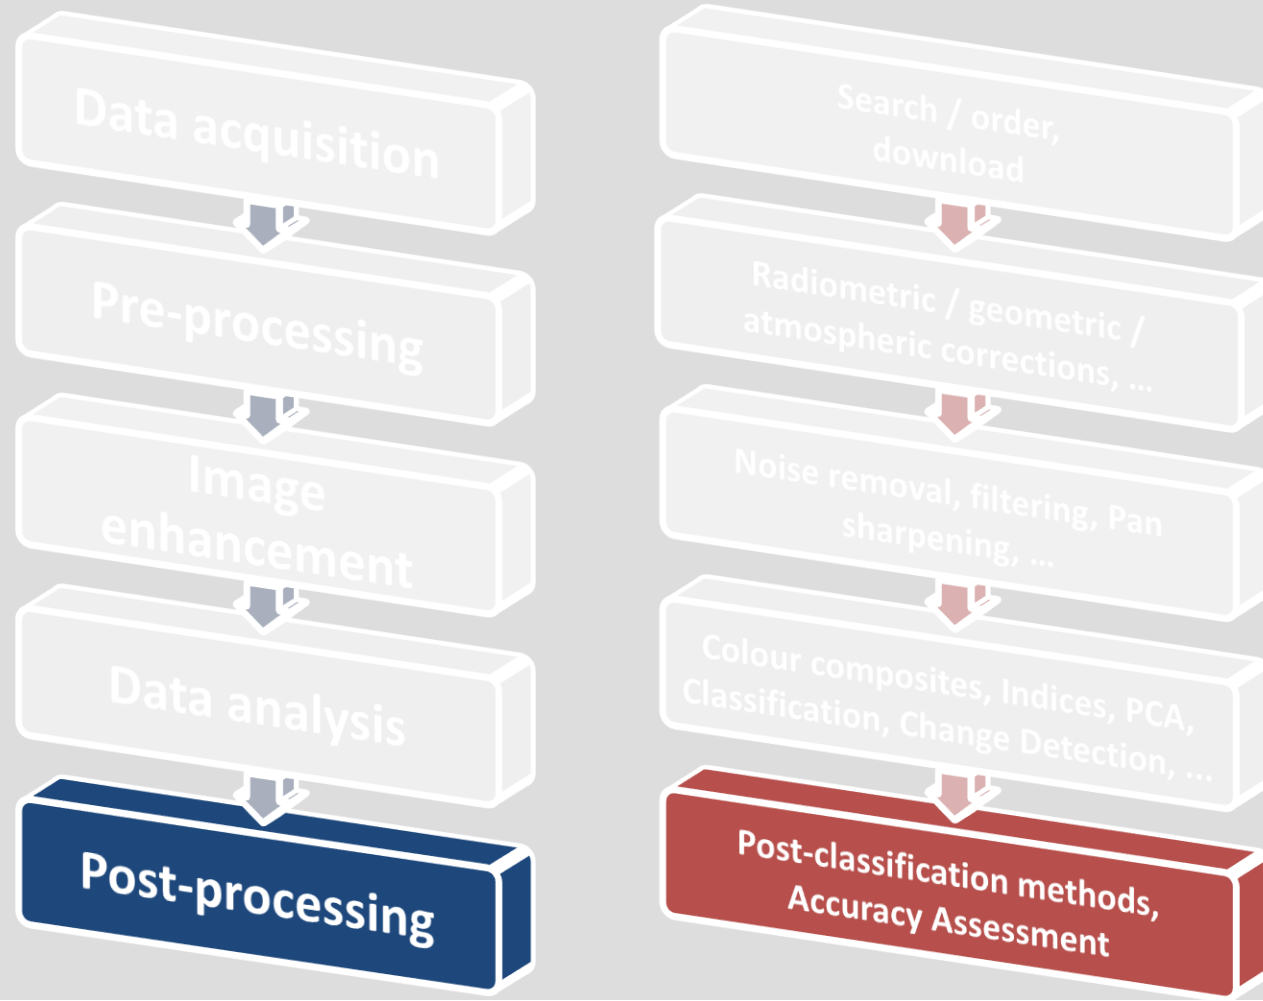 Data acquisition
Pre-processing
Image
enhancement
Data analysis
Post-processing
Search / order,
download
Radiometric / geometric /
atmospheric corrections, ...
Noise removal, filtering, Pan
sharpening, ...
Colour composites, Indices, PCA,
Classification, Change Detection, ...
Post-classification methods,
Accuracy Assessment